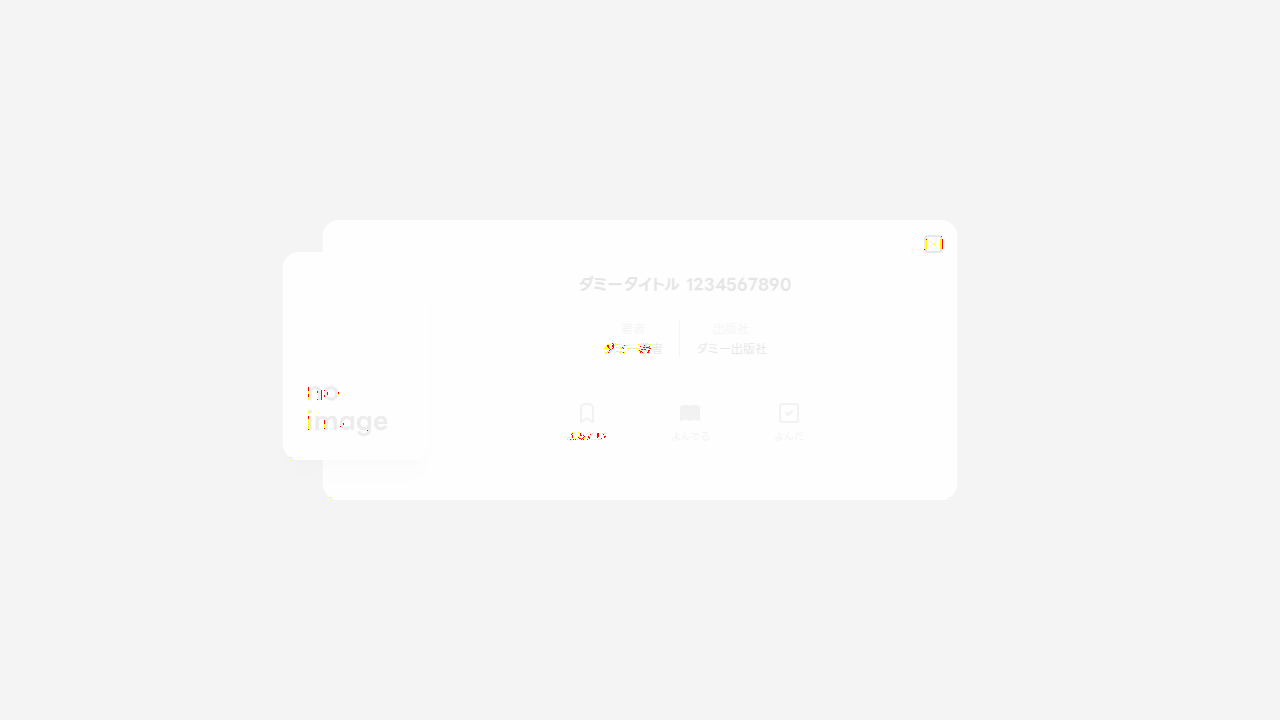 no
image
ダミータイトル 1234567890
著者
ダミー著者
出版社
ダミー出版社
よみたい
よんでる
よんだ